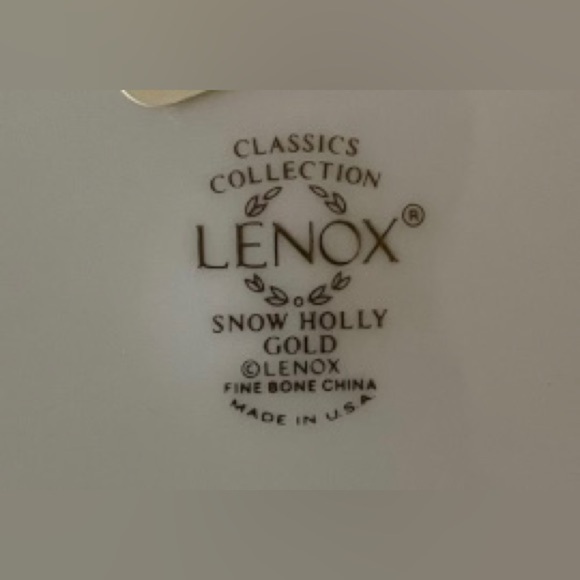 CLASSICS
COLLECTION
LENOX®
SNOW HOLLY
GOLD
©LENOX
FINE BONE CHINA
MADE IN U.S.A.